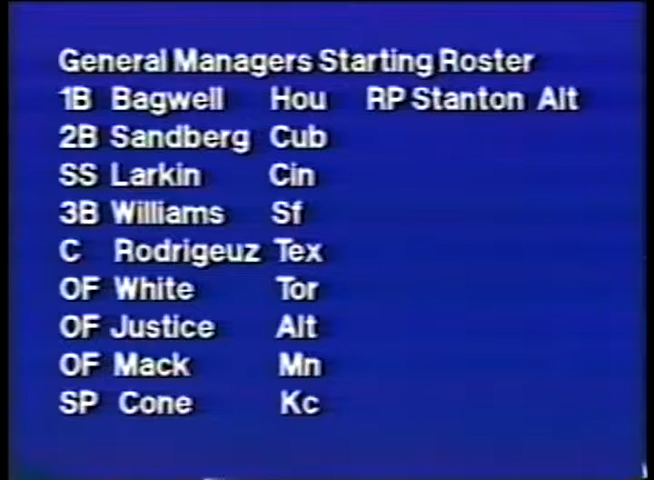 General Managers Starting Roster
1B Bagwell Hou RP Stanton Alt
2B Sandberg Cub
SS Larkin Cin
3B Williams Sf
C Rodrigeuz Tex
OF White Tor
OF Justice Alt
OF Mack Mn
SP Cone Kc